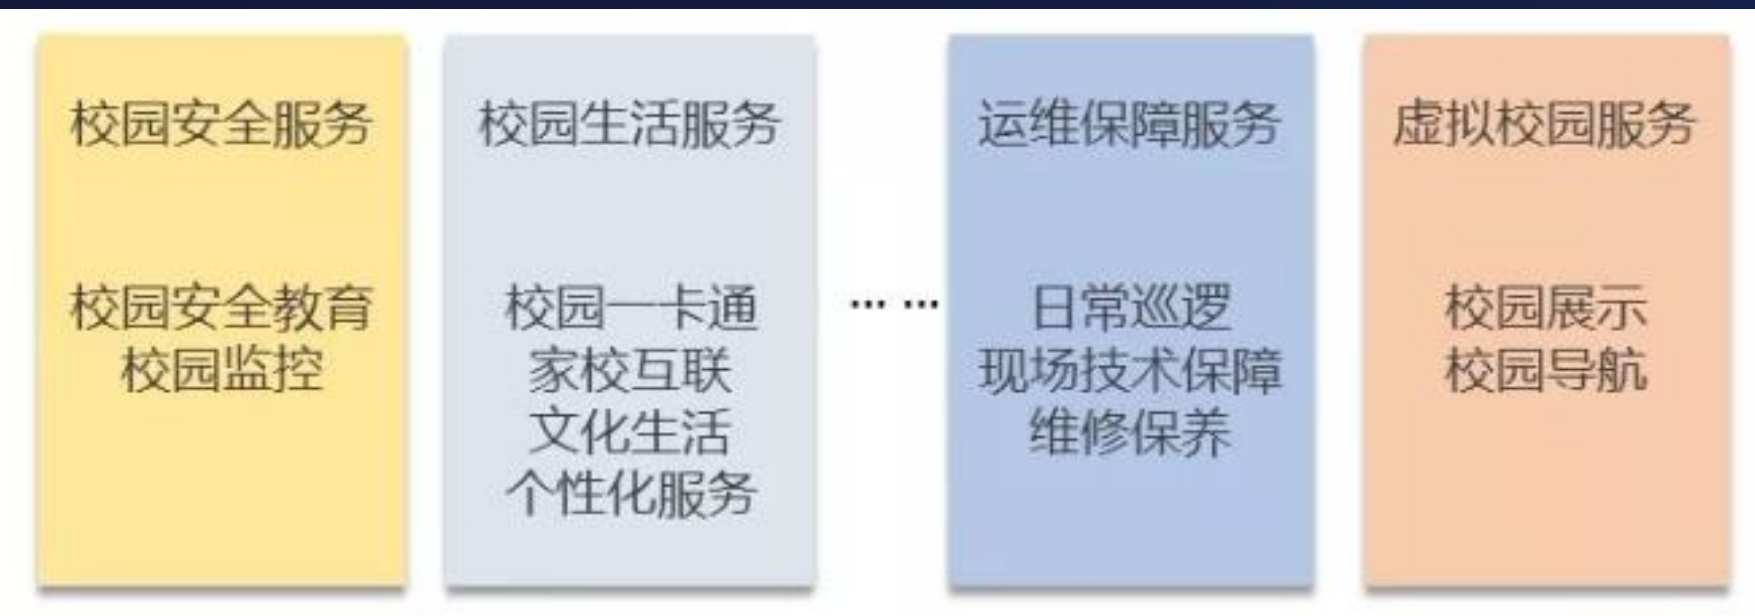 校园安全服务
校园安全教育
校园监控
校园生活服务
校园一卡通
家校互联
文化生活
个性化服务
... ...
运维保障服务
日常巡逻
现场技术保障
维修保养
虚拟校园服务
校园展示
校园导航